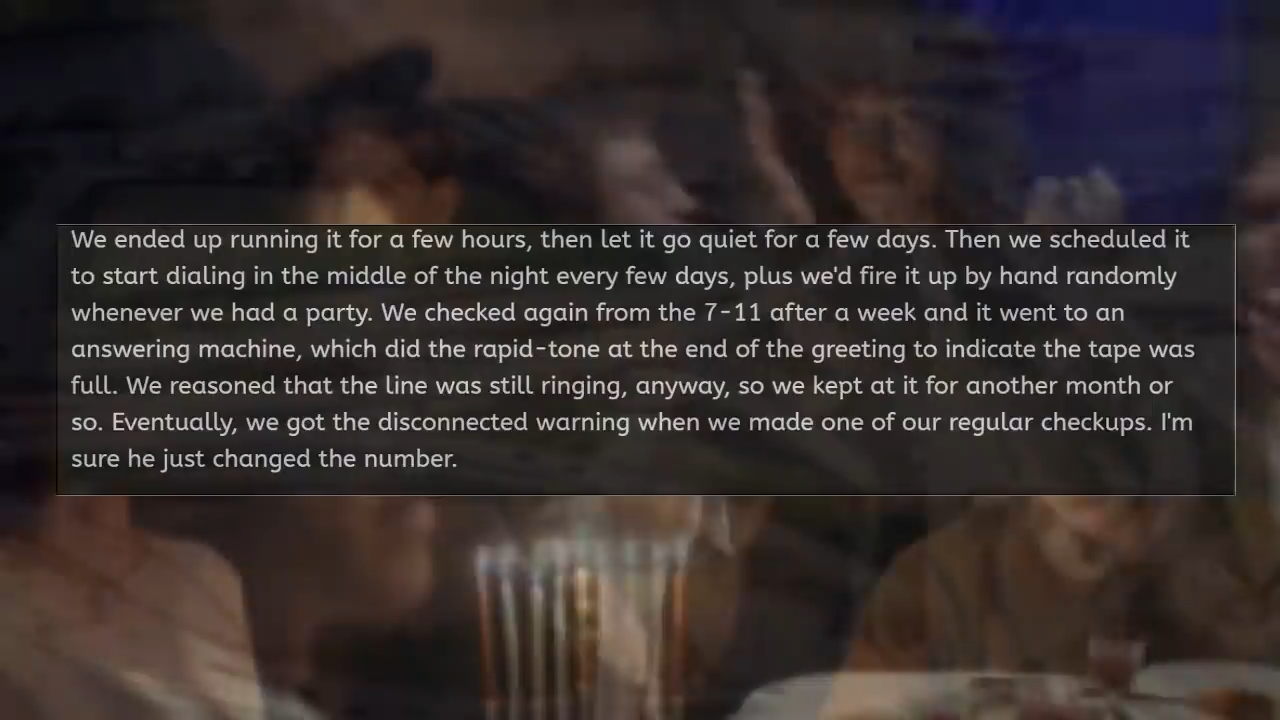 We ended up running it for a few hours, then let it go quiet for a few days. Then we scheduled it
to start dialing in the middle of the night every few days, plus we'd fire it up by hand randomly
whenever we had a party. We checked again from the 7-11 after a week and it went to an
answering machine, which did the rapid-tone at the end of the greeting to indicate the tape was
full. We reasoned that the line was still ringing, anyway, so we kept at it for another month or
so. Eventually, we got the disconnected warning when we made one of our regular checkups. I'm
sure he just changed the number.